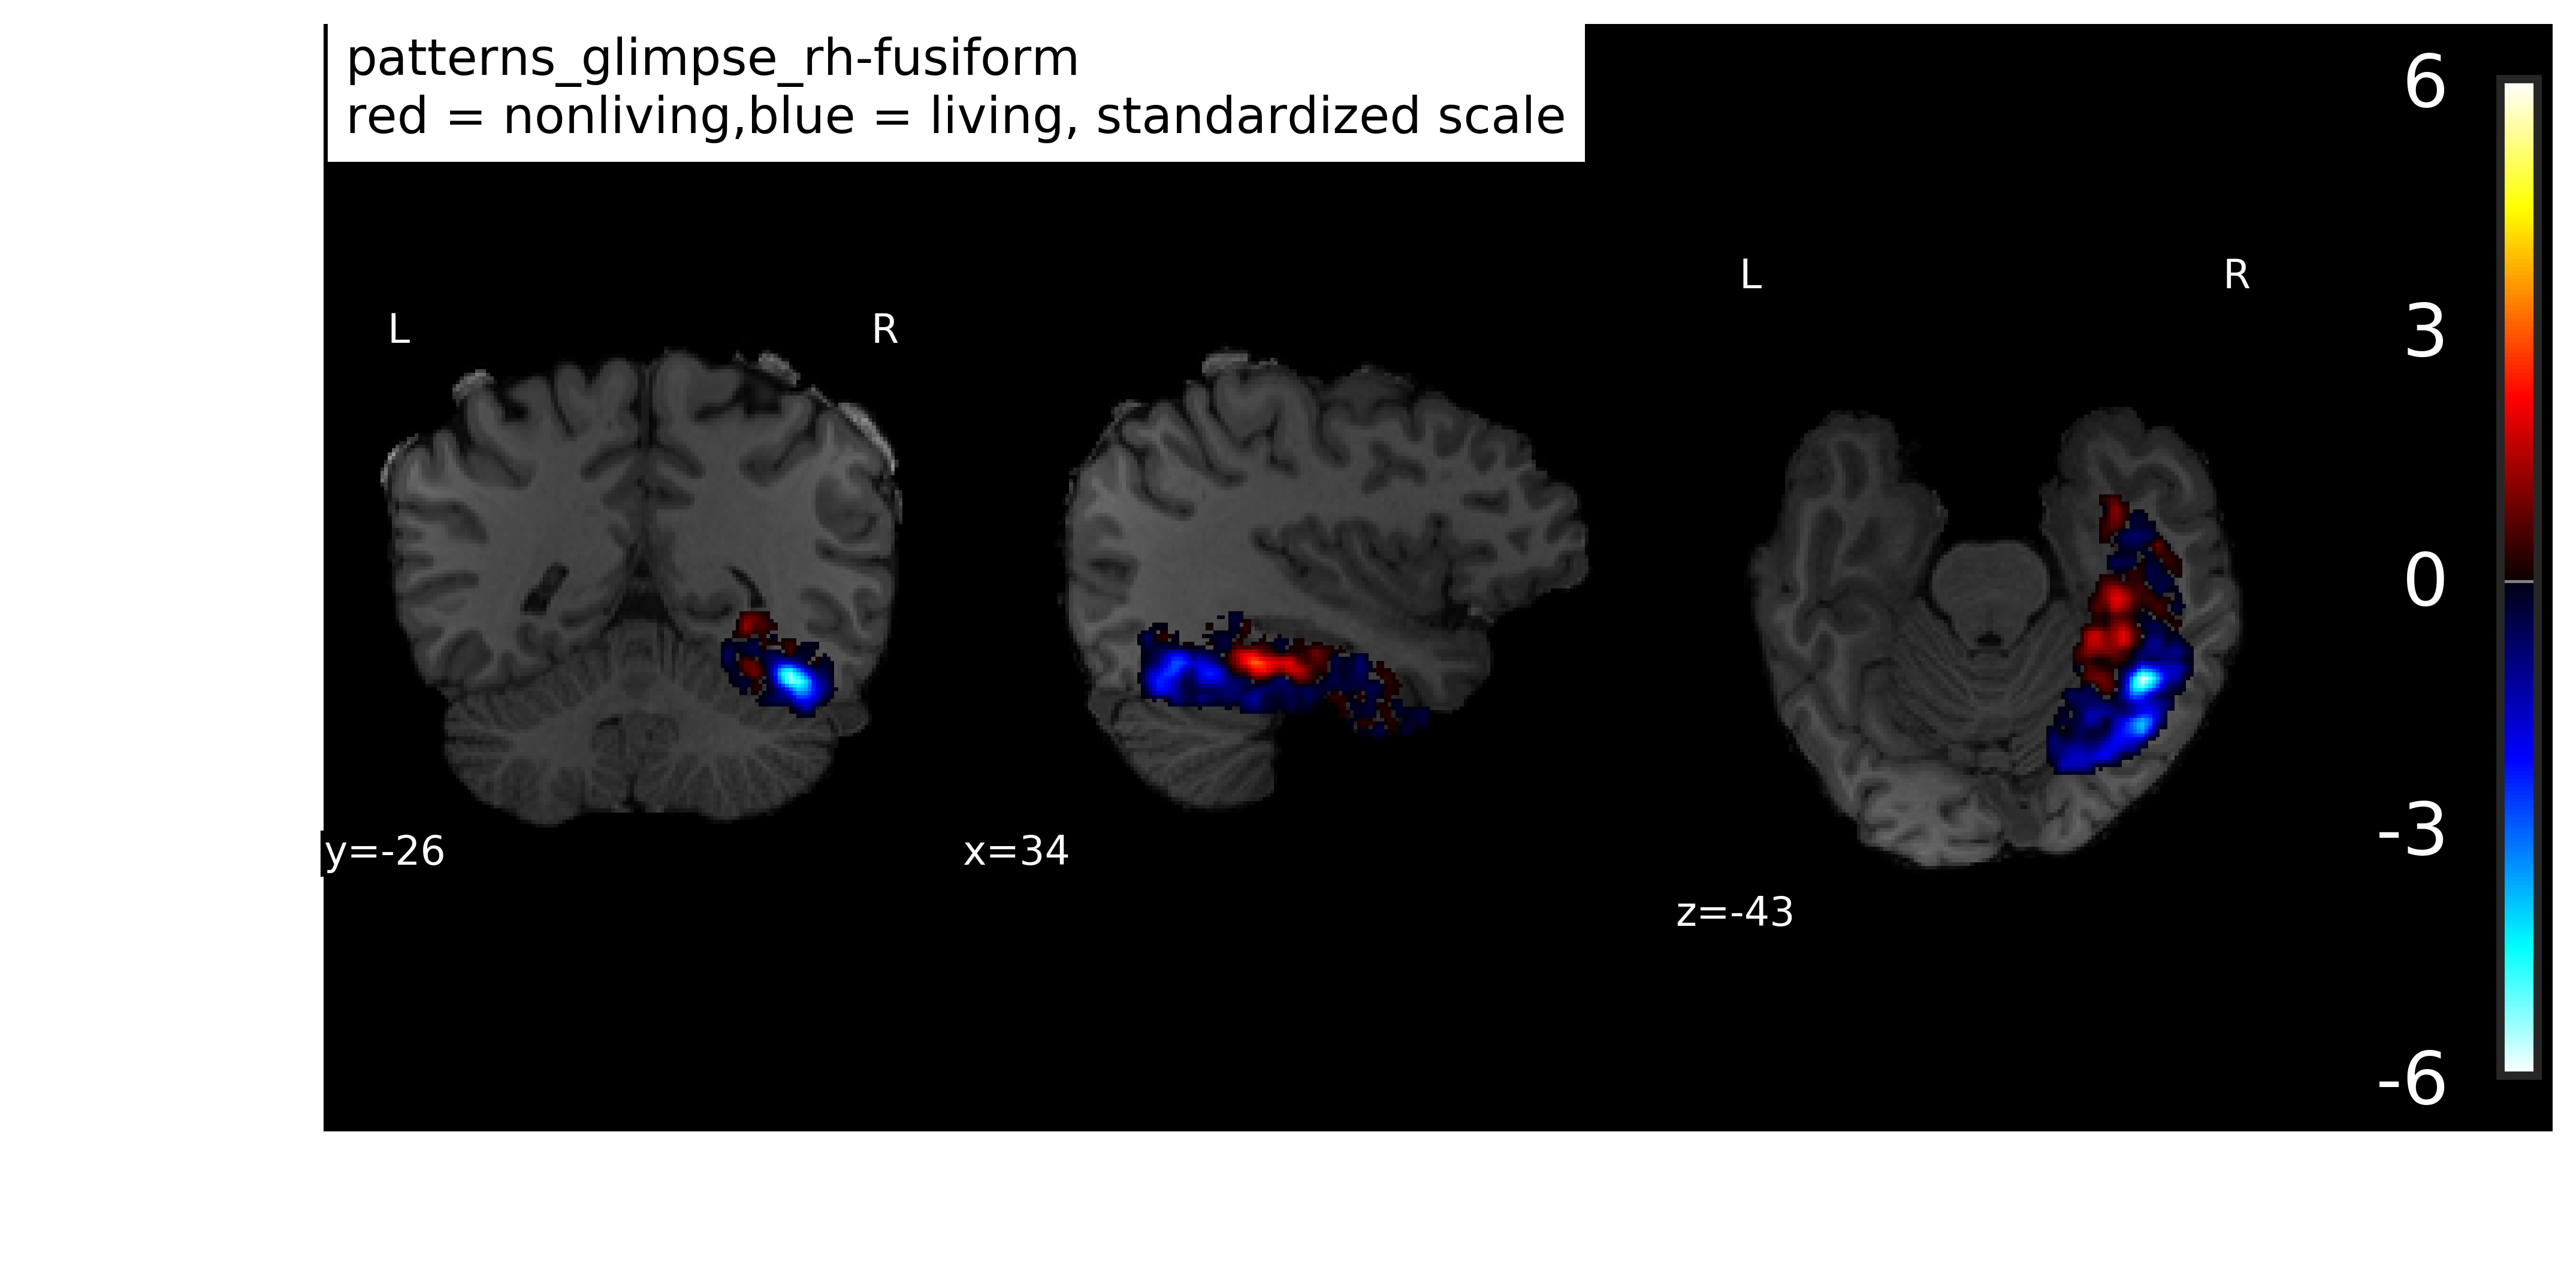 patterns_glimpse_rh-fusiform
red = nonliving,blue = living, standardized scale
L
R
y=-26
x=34
L
R
z=-43
6
3
0
-3
-6